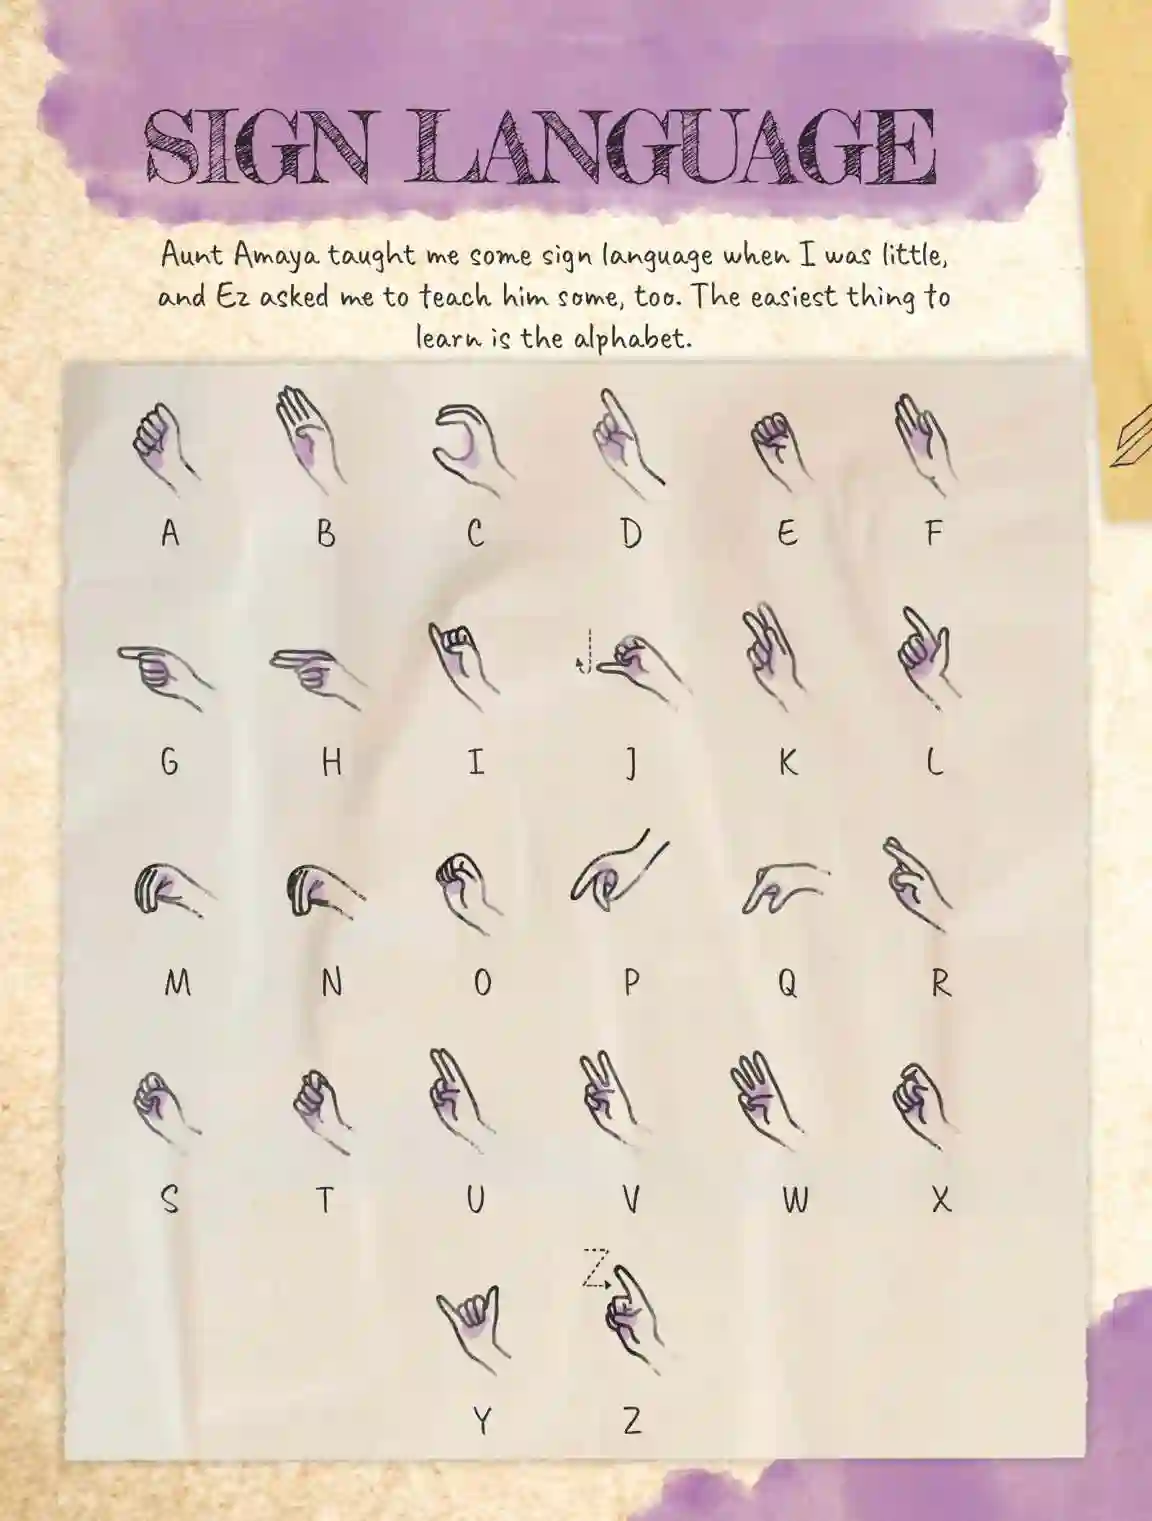 SIGN LANGUAGE
Aunt Amaya taught me some sign language when I was little,
and Ez asked me to teach him some, too. The easiest thing to
learn is the alphabet.
A B C D E F
G H I J K L
M N O P Q R
S T U V W X
Y Z